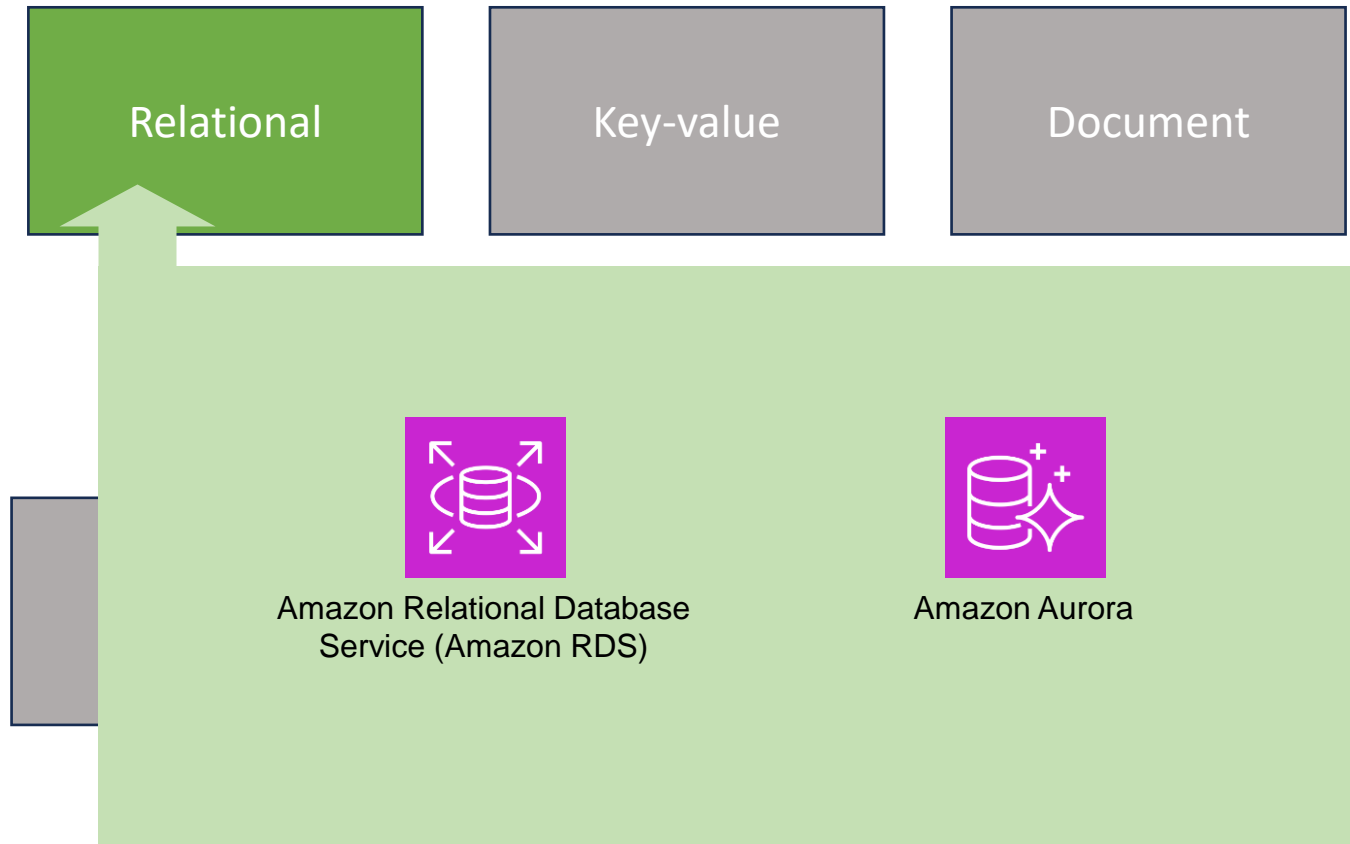 Relational
Key-value
Document
Amazon Relational Database
Service (Amazon RDS)
Amazon Aurora